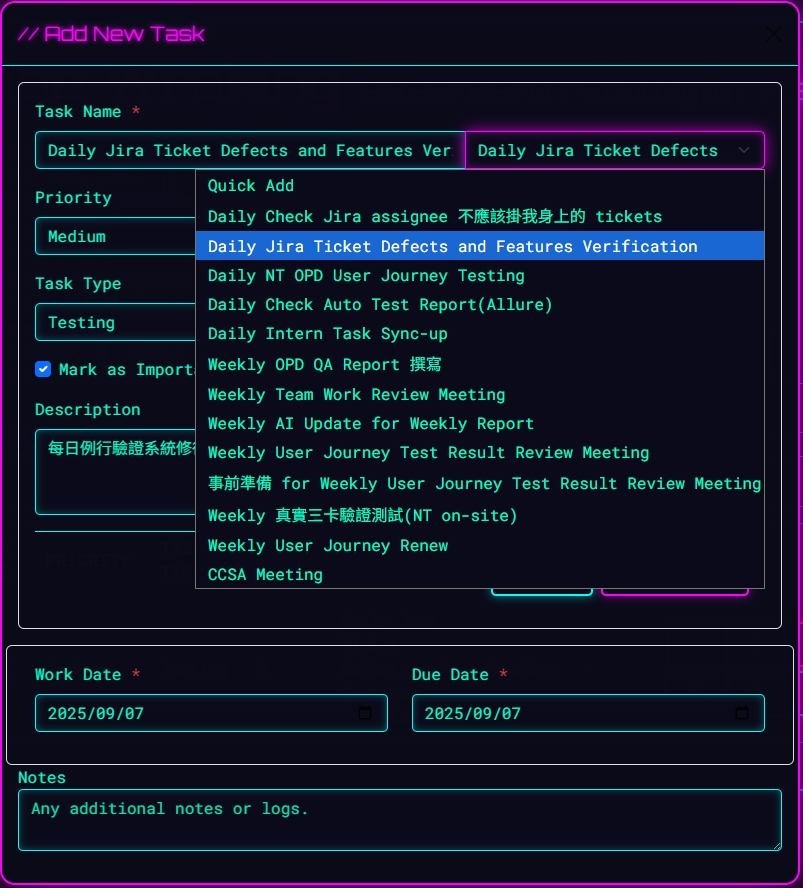 // Add New Task
Task Name *
Daily Jira Ticket Defects and Features Ver
Daily Jira Ticket Defects
Quick Add
Daily Check Jira assignee 不應該掛我身上的 tickets
Daily Jira Ticket Defects and Features Verification
Daily NT OPD User Journey Testing
Daily Check Auto Test Report(Allure)
Daily Intern Task Sync-up
Weekly OPD QA Report 撰寫
Weekly Team Work Review Meeting
Weekly AI Update for Weekly Report
Weekly User Journey Test Result Review Meeting
事前準備 for Weekly User Journey Test Result Review Meeting
Weekly 真實三卡驗證測試(NT on-site)
Weekly User Journey Renew
CCSA Meeting
Priority
Medium
Task Type
Testing
Mark as Import
Description
每日例行驗證系統修
Work Date *
2025/09/07
Due Date *
2025/09/07
Notes
Any additional notes or logs.